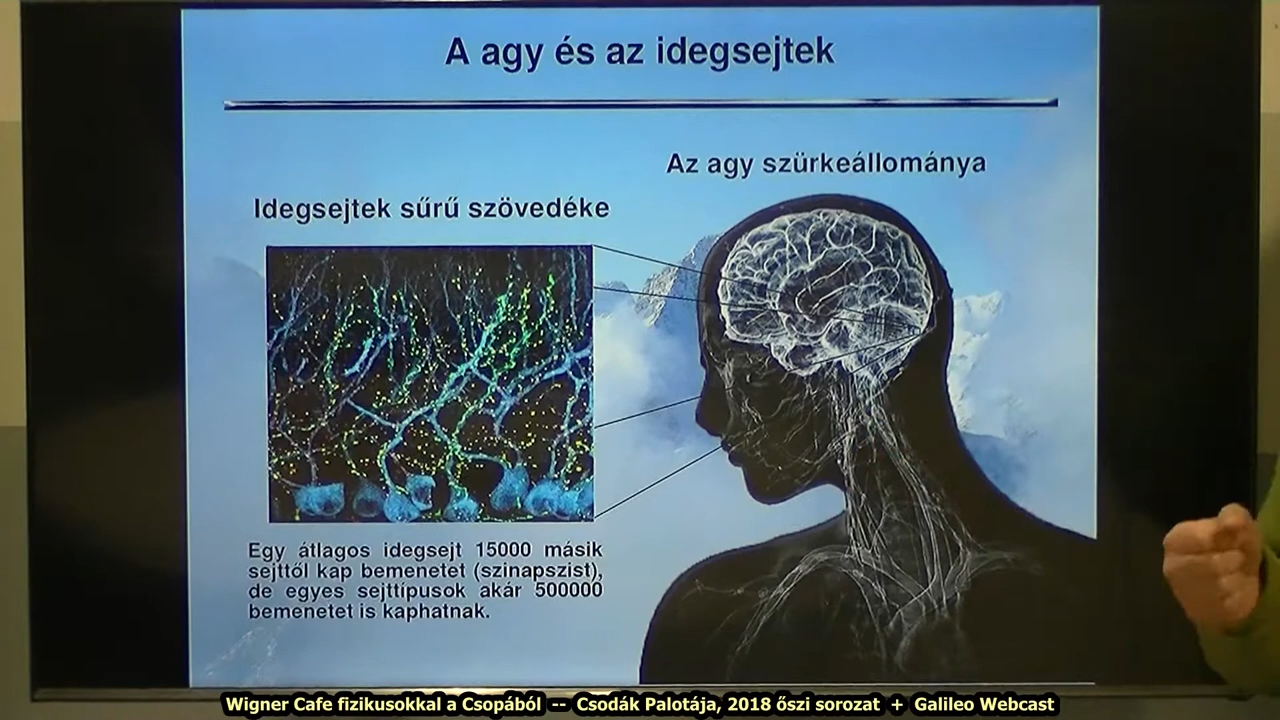 A agy és az idegsejtek
Az agy szürkeállománya
Idegsejtek sűrű szövedéke
Egy átlagos idegsejt 15000 másik
sejttől kap bemenetet (szinapszist),
de egyes sejttípusok akár 500000
bemenetet is kaphatnak.
Wigner Cafe fizikusokkal a Csopából -- Csodák Palotája, 2018 őszi sorozat + Galileo Webcast